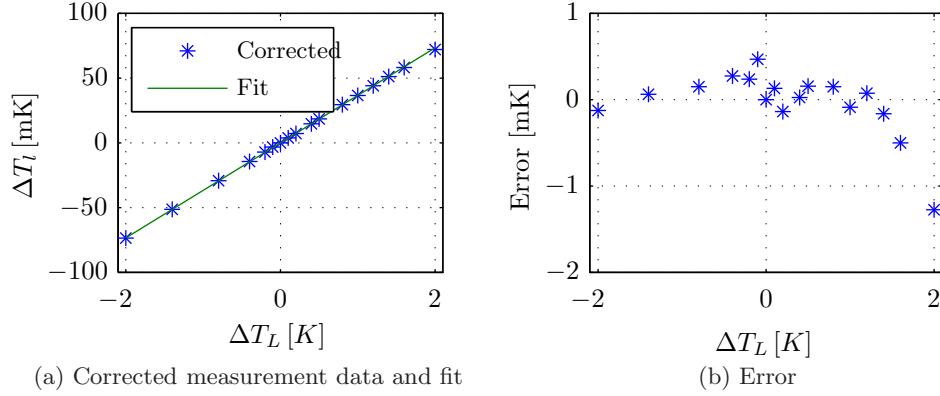 100
50
0
−50
−100
ΔT_l [mK]
Corrected
Fit
−2 0 2
ΔT_L [K]
(a) Corrected measurement data and fit
1
0
−1
−2
Error [mK]
−2 0 2
ΔT_L [K]
(b) Error